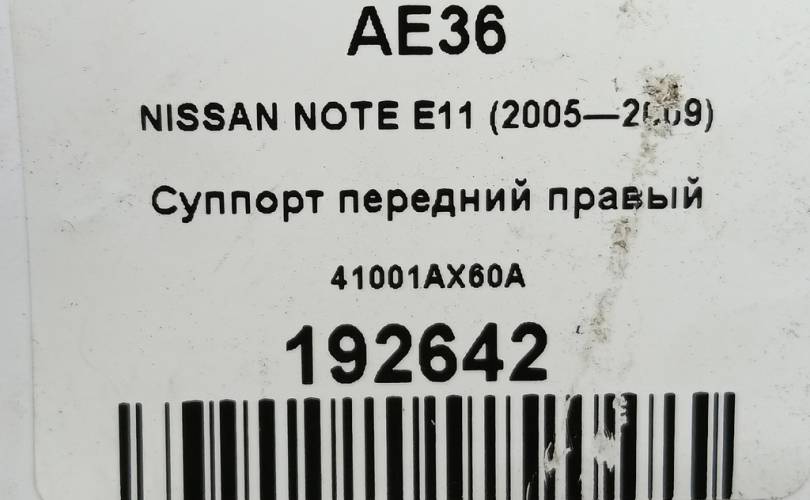 AE36
NISSAN NOTE E11 (2005—2009)
Суппорт передний правый
41001AX60A
192642